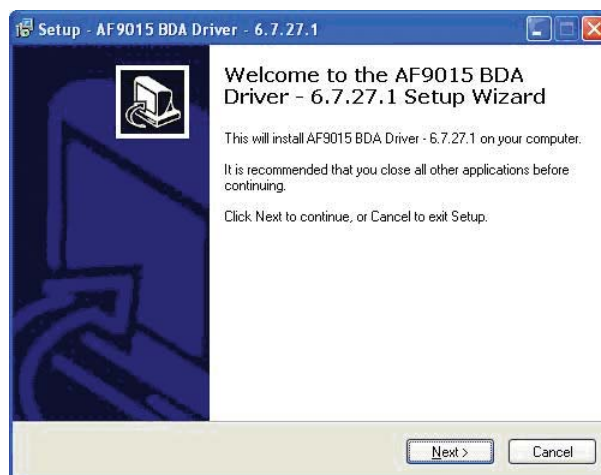 Setup - AF9015 BDA Driver - 6.7.27.1
Welcome to the AF9015 BDA
Driver - 6.7.27.1 Setup Wizard
This will install AF9015 BDA Driver - 6.7.27.1 on your computer.
It is recommended that you close all other applications before
continuing.
Click Next to continue, or Cancel to exit Setup.
Next >
Cancel